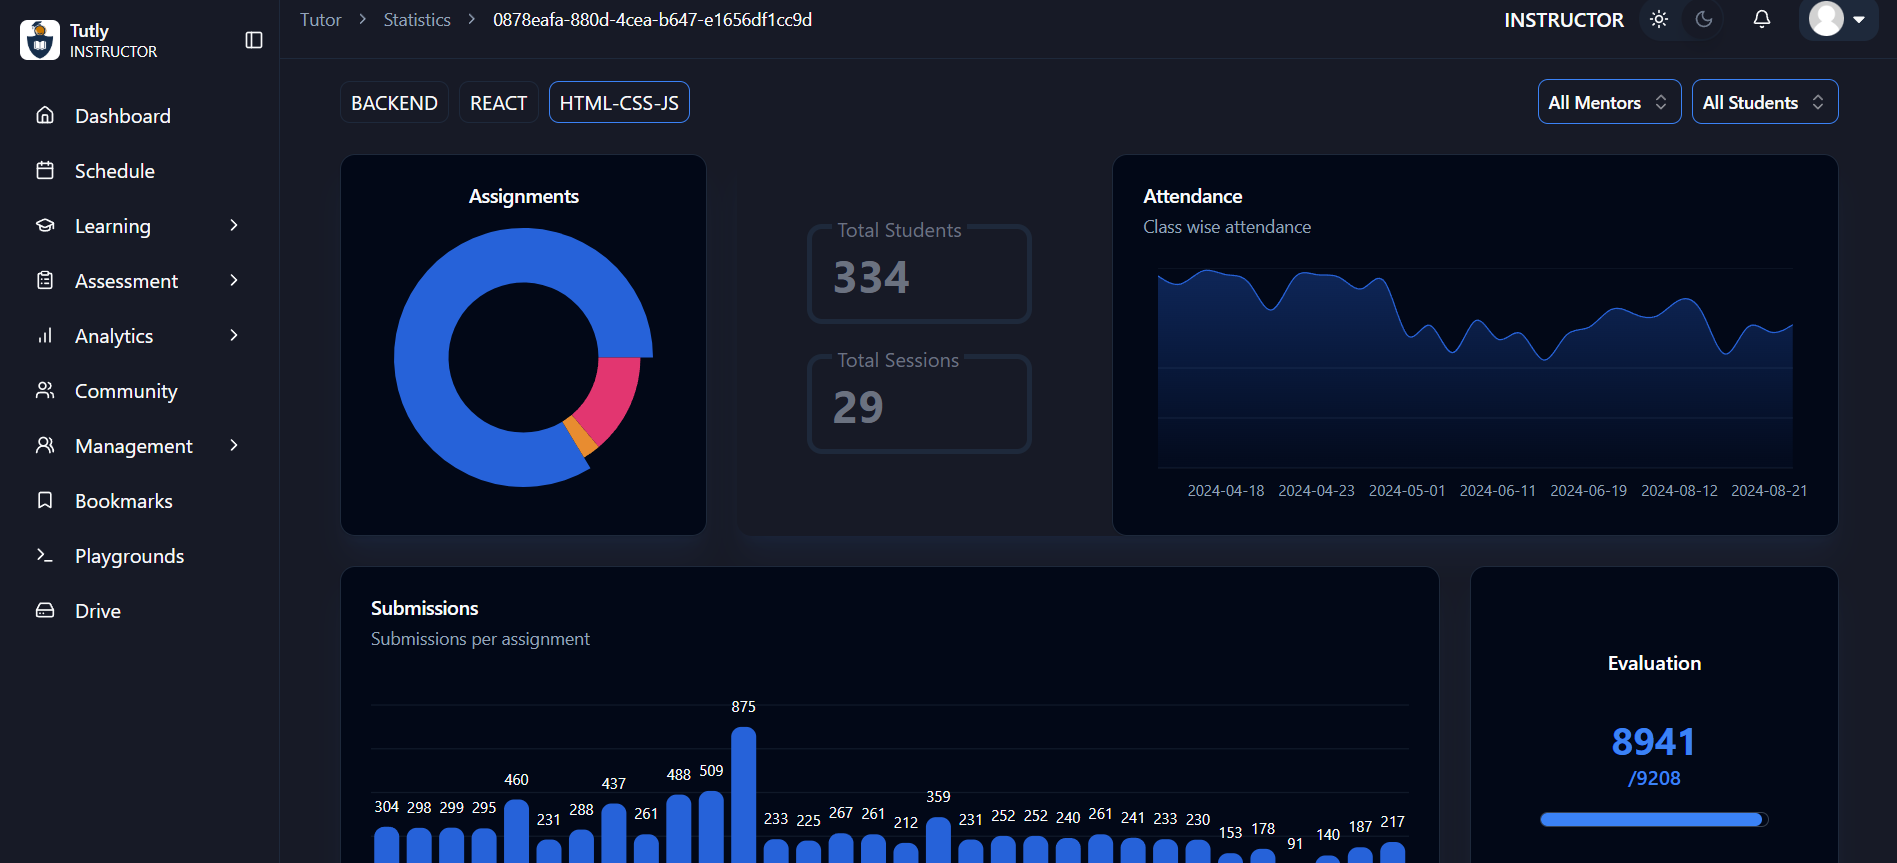 Tutly
INSTRUCTOR
Dashboard
Schedule
Learning
Assessment
Analytics
Community
Management
Bookmarks
Playgrounds
Drive
Tutor > Statistics > 0878eafa-880d-4cea-b647-e1656df1cc9d
INSTRUCTOR
BACKEND REACT HTML-CSS-JS
All Mentors All Students
Assignments
Total Students
334
Total Sessions
29
Attendance
Class wise attendance
2024-04-18 2024-04-23 2024-05-01 2024-06-11 2024-06-19 2024-08-12 2024-08-21
Submissions
Submissions per assignment
304 298 299 295 460 231 288 437 261 488 509 875 233 225 267 261 212 359 231 252 252 240 261 241 233 230 153 178 91 140 187 217
Evaluation
8941
/9208